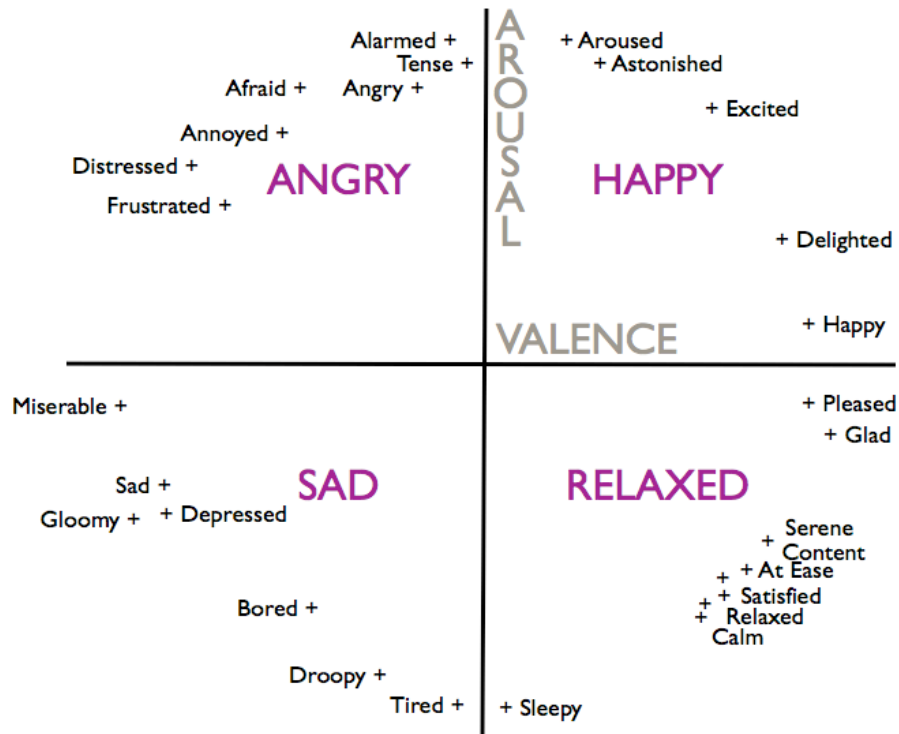 Alarmed +
+ Aroused
Tense +
+ Astonished
Afraid +
Angry +
+ Excited
Annoyed +
Distressed +
Frustrated +
ANGRY
AROUSAL
HAPPY
+ Delighted
VALENCE
+ Happy
Miserable +
+ Pleased
+ Glad
Sad +
SAD
RELAXED
Gloomy +
+ Depressed
+ Serene
Content
+ At Ease
+
+ Satisfied
+
+ Relaxed
Calm
Bored +
Droopy +
Tired +
+ Sleepy